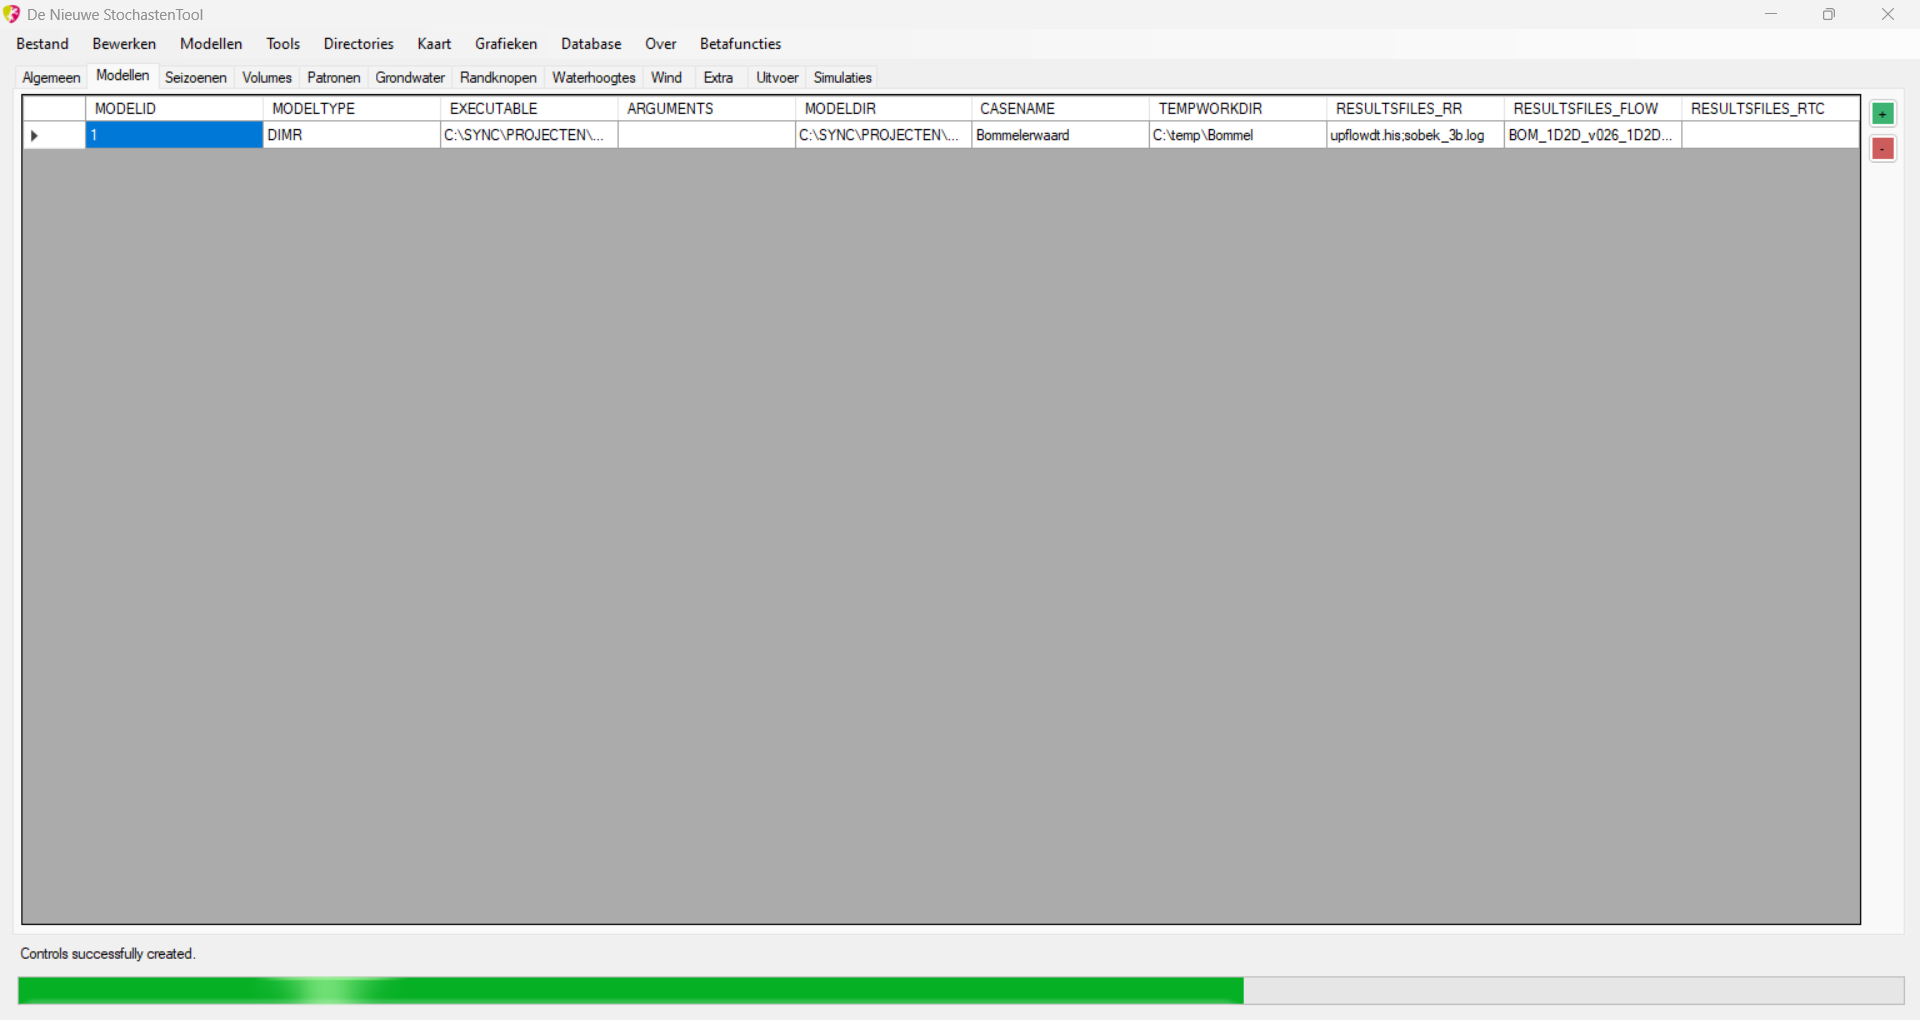 De Nieuwe StochastenTool
Bestand Bewerken Modellen Tools Directories Kaart Grafieken Database Over Betafuncties
Algemeen Modellen Seizoenen Volumes Patronen Grondwater Randknopen Waterhoogtes Wind Extra Uitvoer Simulaties
MODELID MODELTYPE EXECUTABLE ARGUMENTS MODELDIR CASENAME TEMPWORKDIR RESULTSFILES_RR RESULTSFILES_FLOW RESULTSFILES_RTC
1 DIMR C:\SYNC\PROJECTEN\... C:\SYNC\PROJECTEN\... Bommelerwaard C:\temp\Bommel upflowdt.his;sobek_3b.log BOM_1D2D_v026_1D2D...
+
-
Controls successfully created.